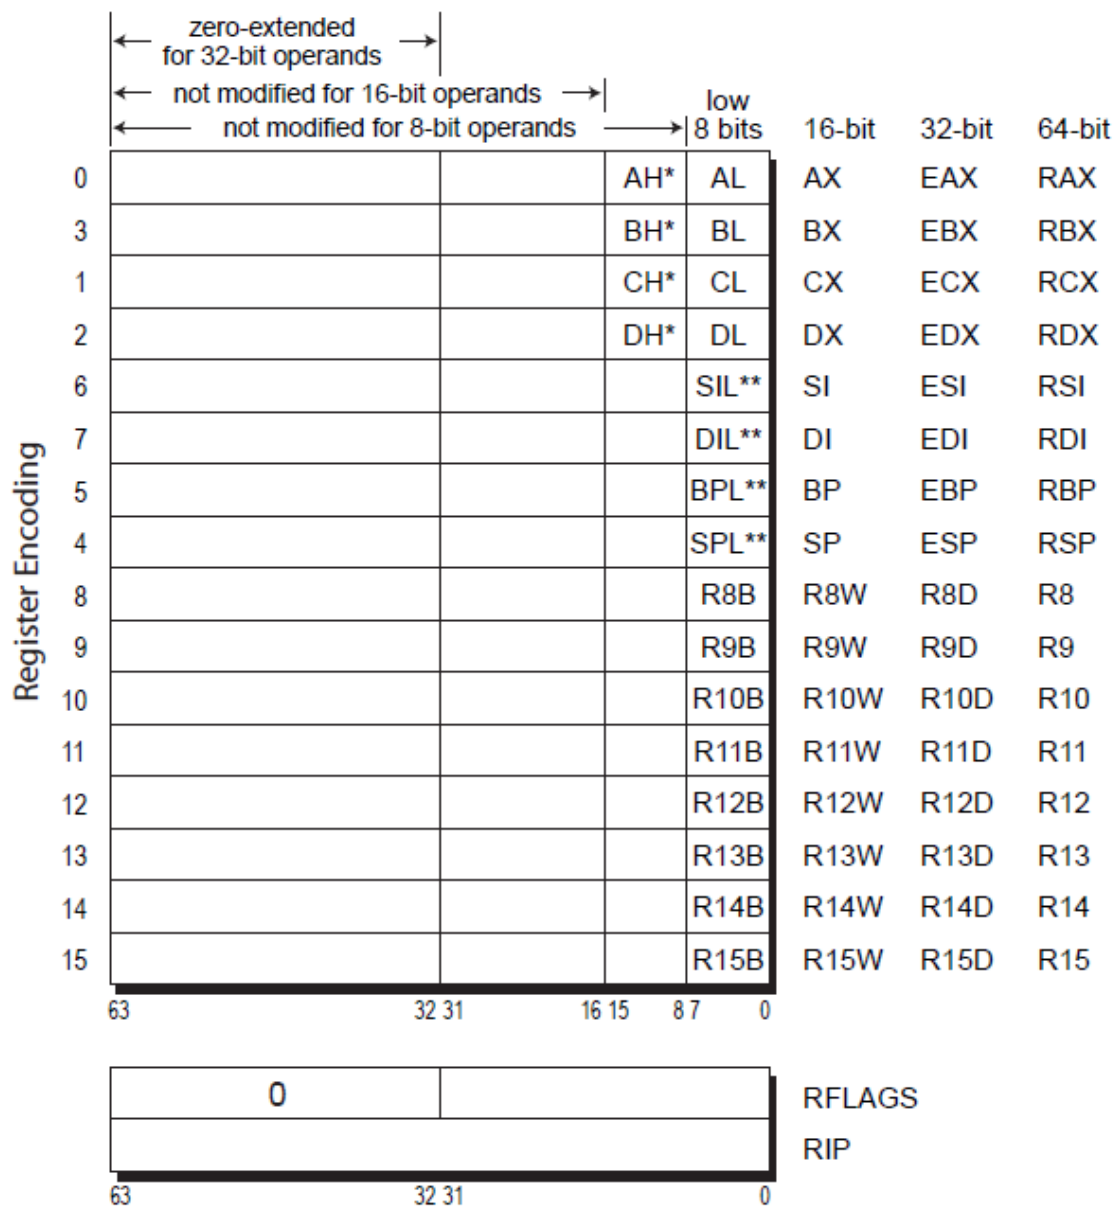 zero-extended
for 32-bit operands
not modified for 16-bit operands
low
not modified for 8-bit operands 8 bits 16-bit 32-bit 64-bit
0 AH* AL AX EAX RAX
3 BH* BL BX EBX RBX
1 CH* CL CX ECX RCX
2 DH* DL DX EDX RDX
6 SIL** SI ESI RSI
7 DIL** DI EDI RDI
5 BPL** BP EBP RBP
4 SPL** SP ESP RSP
8 R8B R8W R8D R8
9 R9B R9W R9D R9
10 R10B R10W R10D R10
11 R11B R11W R11D R11
12 R12B R12W R12D R12
13 R13B R13W R13D R13
14 R14B R14W R14D R14
15 R15B R15W R15D R15
Register Encoding
63 32 31 16 15 8 7 0
0 RFLAGS
RIP
63 32 31 0